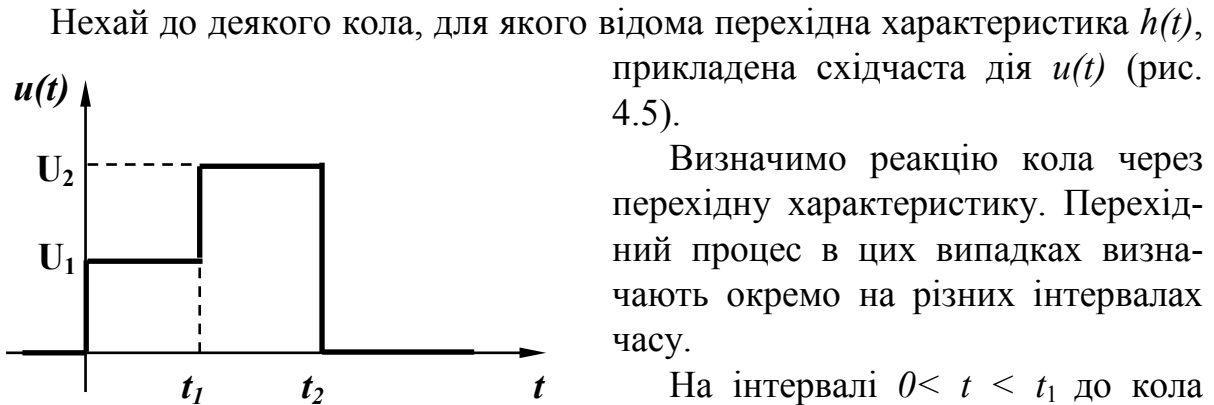 Нехай до деякого кола, для якого відома перехідна характеристика h(t),
прикладена східчаста дія u(t) (рис.
4.5).
Визначимо реакцію кола через
перехідну характеристику. Перехід-
ний процес в цих випадках визна-
чають окремо на різних інтервалах
часу.
На інтервалі 0< t < t₁ до кола
u(t)
U₂
U₁
t₁ t₂ t